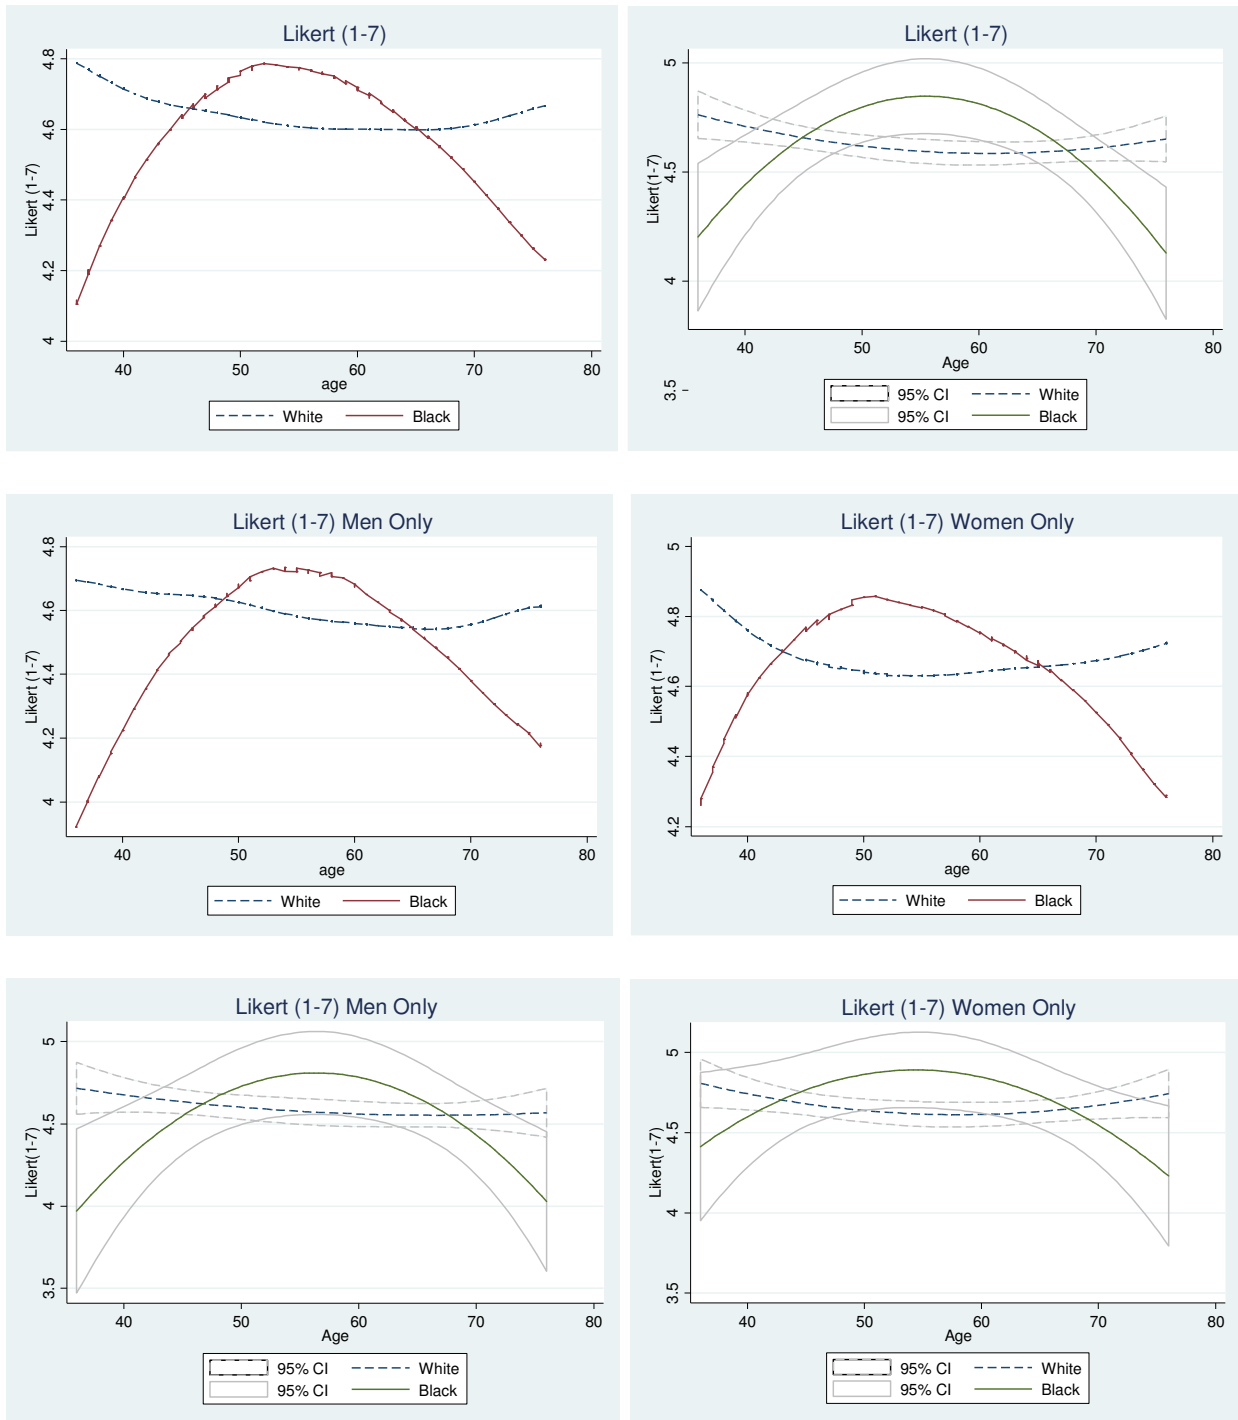 Likert (1-7)
Likert (1-7)
4 4.2 4.4 4.6 4.8
40 50 60 70 80
age
White Black
Likert (1-7)
Likert(1-7)
3.5 4 4.5 5
40 50 60 70 80
Age
95% CI White
95% CI Black
Likert (1-7) Men Only
Likert (1-7)
4 4.2 4.4 4.6 4.8
40 50 60 70 80
age
White Black
Likert (1-7) Women Only
Likert (1-7)
4.2 4.4 4.6 4.8 5
40 50 60 70 80
age
White Black
Likert (1-7) Men Only
Likert(1-7)
3.5 4 4.5 5
40 50 60 70 80
Age
95% CI White
95% CI Black
Likert (1-7) Women Only
Likert(1-7)
3.5 4 4.5 5
40 50 60 70 80
Age
95% CI White
95% CI Black